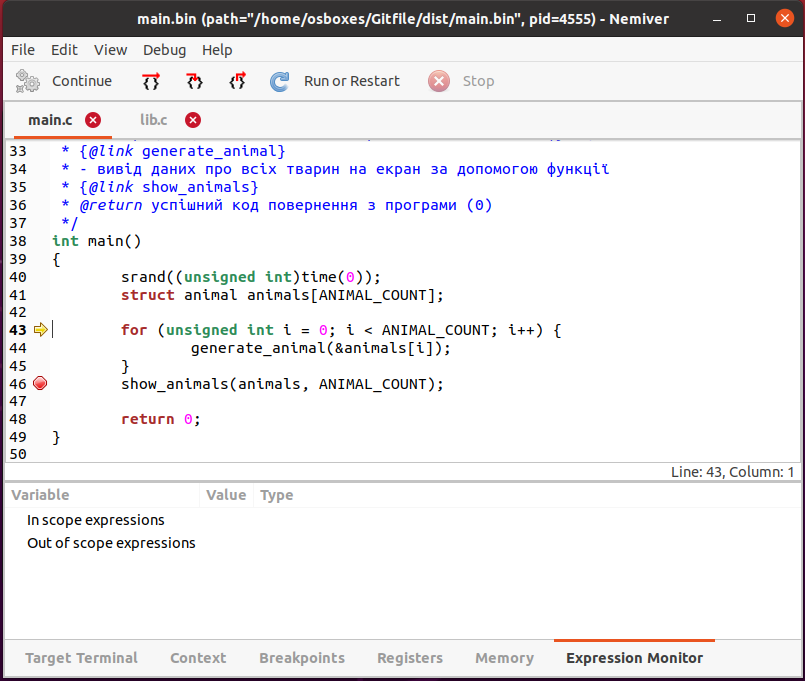 main.bin (path="/home/osboxes/Gitfile/dist/main.bin", pid=4555) - Nemiver
File Edit View Debug Help
Continue Run or Restart Stop
main.c lib.c
33 * {@link generate_animal}
34 * - вивід даних про всіх тварин на екран за допомогою функції
35 * {@link show_animals}
36 * @return успішний код повернення з програми (0)
37 */
38 int main()
39 {
40 srand((unsigned int)time(0));
41 struct animal animals[ANIMAL_COUNT];
42
43 for (unsigned int i = 0; i < ANIMAL_COUNT; i++) {
44 generate_animal(&animals[i]);
45 }
46 show_animals(animals, ANIMAL_COUNT);
47
48 return 0;
49 }
50
Line: 43, Column: 1
Variable Value Type
In scope expressions
Out of scope expressions
Target Terminal Context Breakpoints Registers Memory Expression Monitor